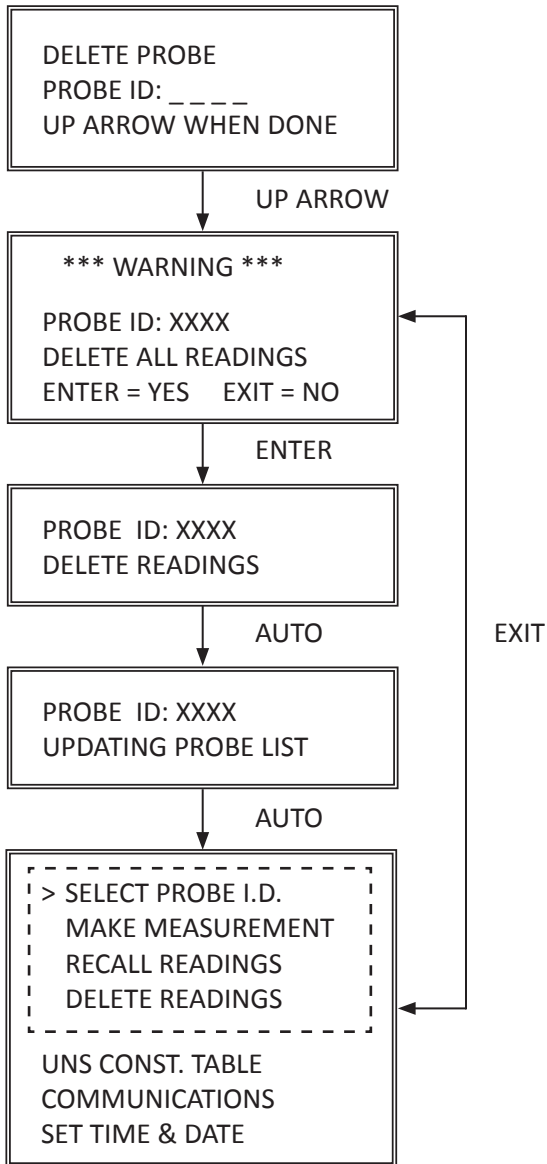 DELETE PROBE
PROBE ID: _ _ _ _
UP ARROW WHEN DONE
UP ARROW
*** WARNING ***
PROBE ID: XXXX
DELETE ALL READINGS
ENTER = YES EXIT = NO
ENTER
PROBE ID: XXXX
DELETE READINGS
AUTO
EXIT
PROBE ID: XXXX
UPDATING PROBE LIST
AUTO
> SELECT PROBE I.D.
MAKE MEASUREMENT
RECALL READINGS
DELETE READINGS
UNS CONST. TABLE
COMMUNICATIONS
SET TIME & DATE